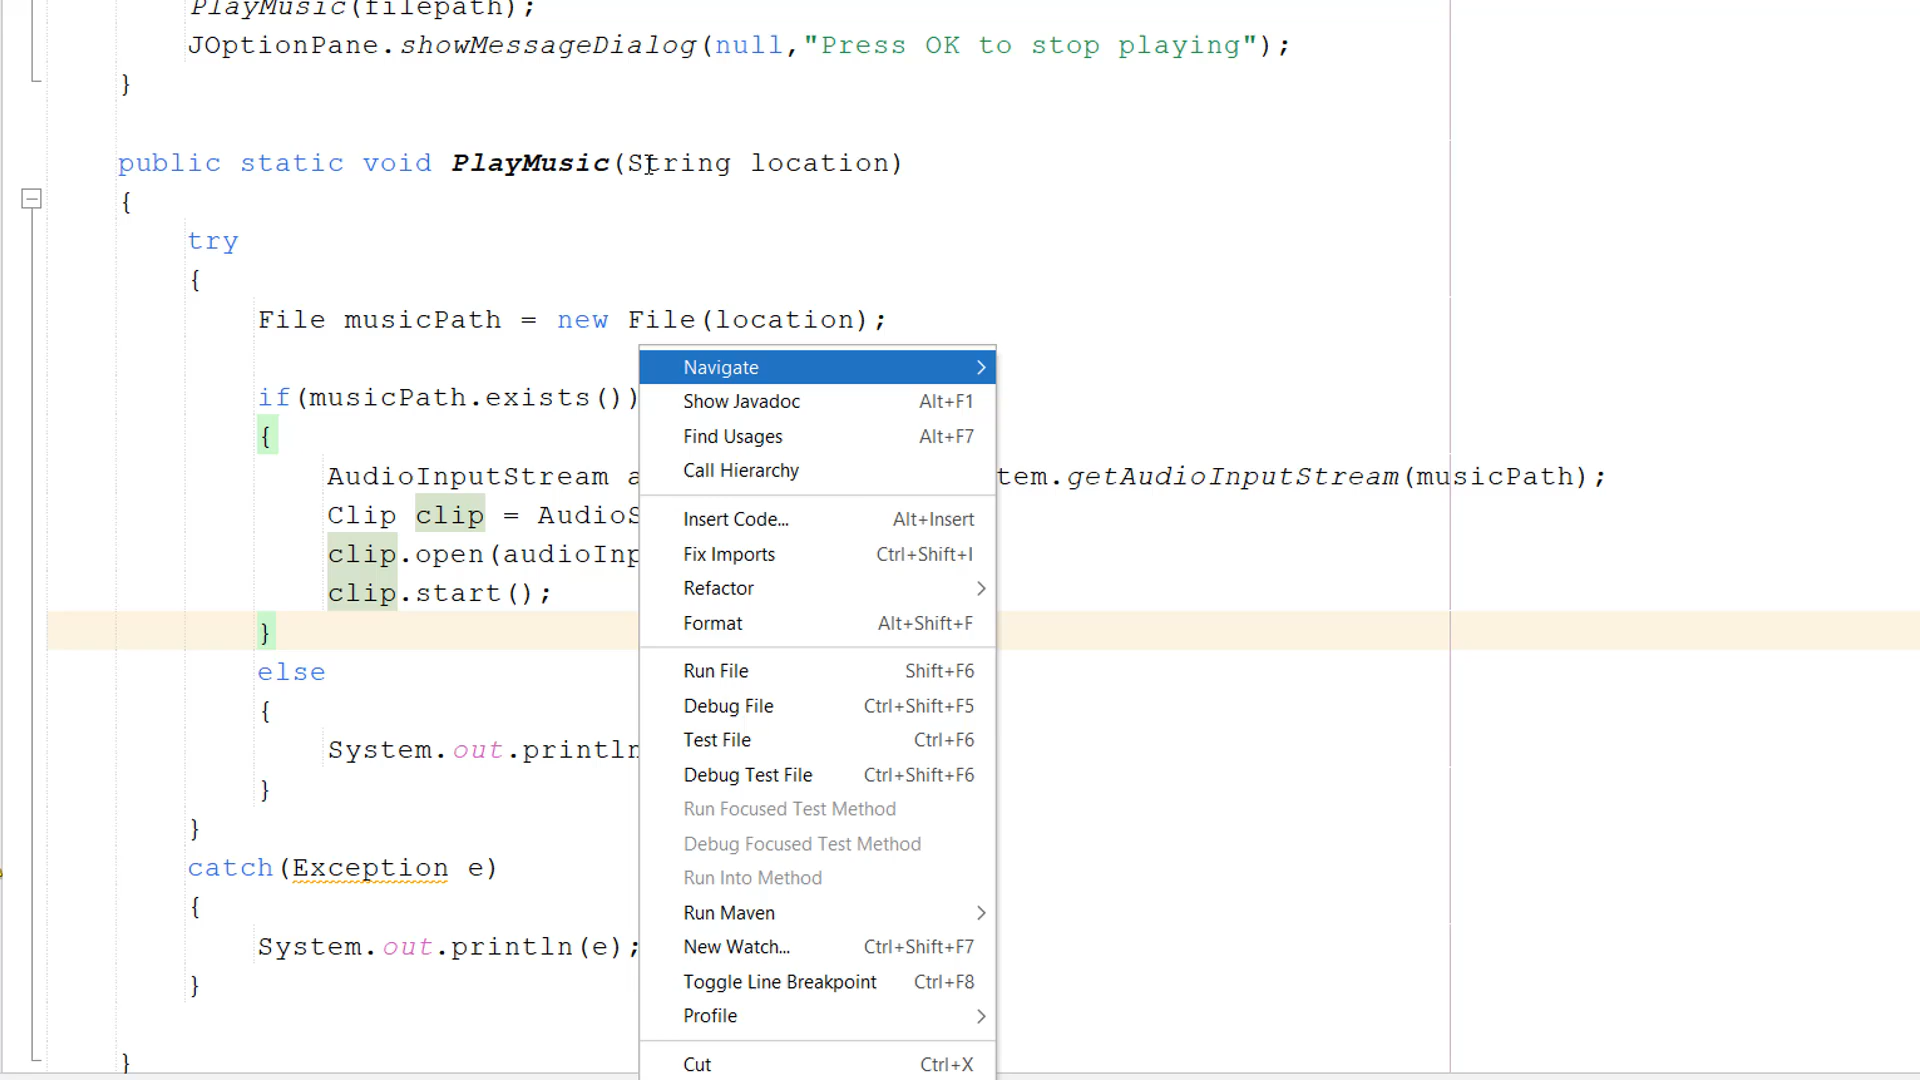 PlayMusic(filepath);
JOptionPane.showMessageDialog(null,"Press OK to stop playing");
}
public static void PlayMusic(String location)
{
try
{
File musicPath = new File(location);
if(musicPath.exists())
{
AudioInputStream a
tem.getAudioInputStream(musicPath);
Clip clip = AudioS
clip.open(audioInp
clip.start();
}
else
{
System.out.println
}
}
catch(Exception e)
{
System.out.println(e);
}
}
Navigate
Show Javadoc Alt+F1
Find Usages Alt+F7
Call Hierarchy
Insert Code... Alt+Insert
Fix Imports Ctrl+Shift+I
Refactor
Format Alt+Shift+F
Run File Shift+F6
Debug File Ctrl+Shift+F5
Test File Ctrl+F6
Debug Test File Ctrl+Shift+F6
Run Focused Test Method
Debug Focused Test Method
Run Into Method
Run Maven
New Watch... Ctrl+Shift+F7
Toggle Line Breakpoint Ctrl+F8
Profile
Cut Ctrl+X